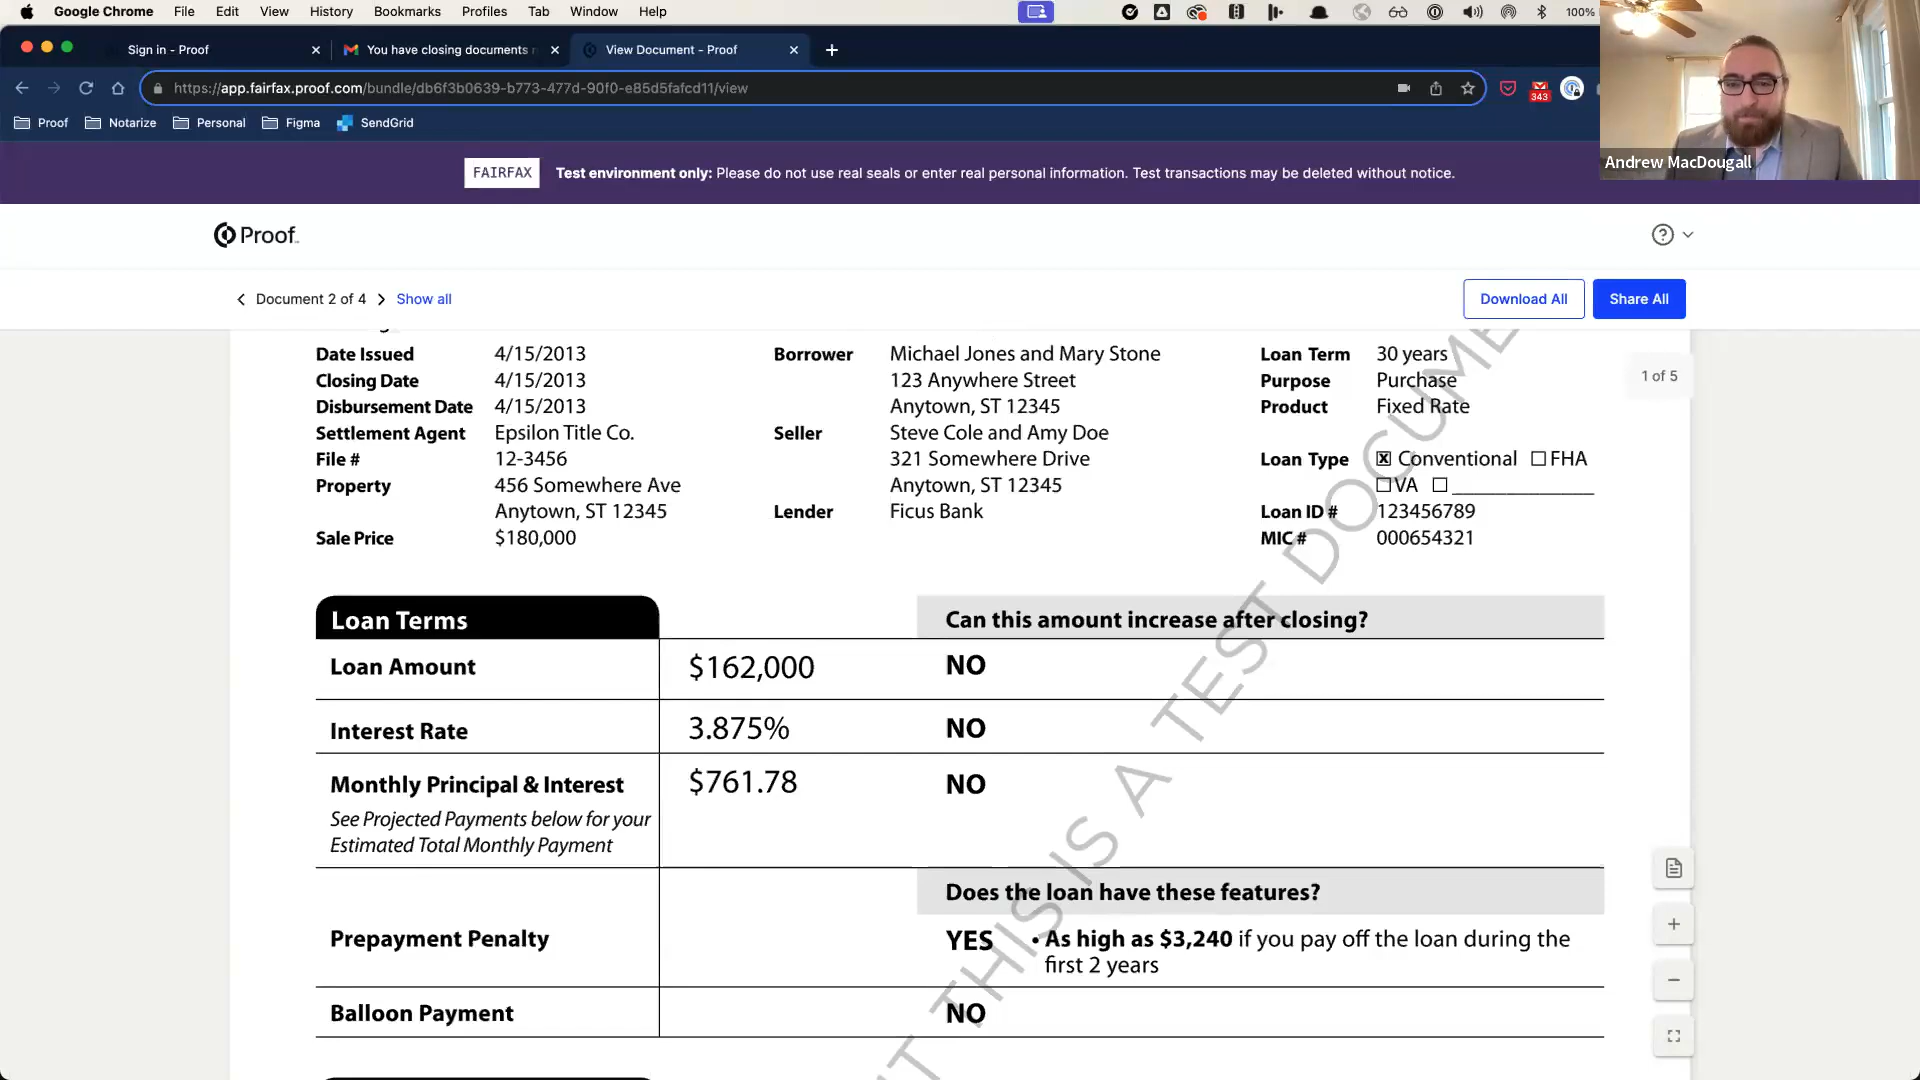 Google Chrome File Edit View History Bookmarks Profiles Tab Window Help 100%
Sign in - Proof
You have closing documents
View Document - Proof
https://app.fairfax.proof.com/bundle/db6f3b0639-b773-477d-90f0-e85d5fafcd11/view
343
Proof Notarize Personal Figma SendGrid
Andrew MacDougall
FAIRFAX Test environment only: Please do not use real seals or enter real personal information. Test transactions may be deleted without notice.
Proof
Document 2 of 4 Show all Download All Share All
1 of 5
Date Issued 4/15/2013
Closing Date 4/15/2013
Disbursement Date 4/15/2013
Settlement Agent Epsilon Title Co.
File # 12-3456
Property 456 Somewhere Ave
Anytown, ST 12345
Sale Price $180,000
Borrower Michael Jones and Mary Stone
123 Anywhere Street
Anytown, ST 12345
Seller Steve Cole and Amy Doe
321 Somewhere Drive
Anytown, ST 12345
Lender Ficus Bank
Loan Term 30 years
Purpose Purchase
Product Fixed Rate
Loan Type ☒ Conventional ☐ FHA
☐ VA ☐ ______________
Loan ID # 123456789
MIC # 000654321
Loan Terms Can this amount increase after closing?
Loan Amount $162,000 NO
Interest Rate 3.875% NO
Monthly Principal & Interest $761.78 NO
See Projected Payments below for your
Estimated Total Monthly Payment
Does the loan have these features?
Prepayment Penalty YES • As high as $3,240 if you pay off the loan during the
first 2 years
Balloon Payment NO
THIS IS A TEST DOCUME